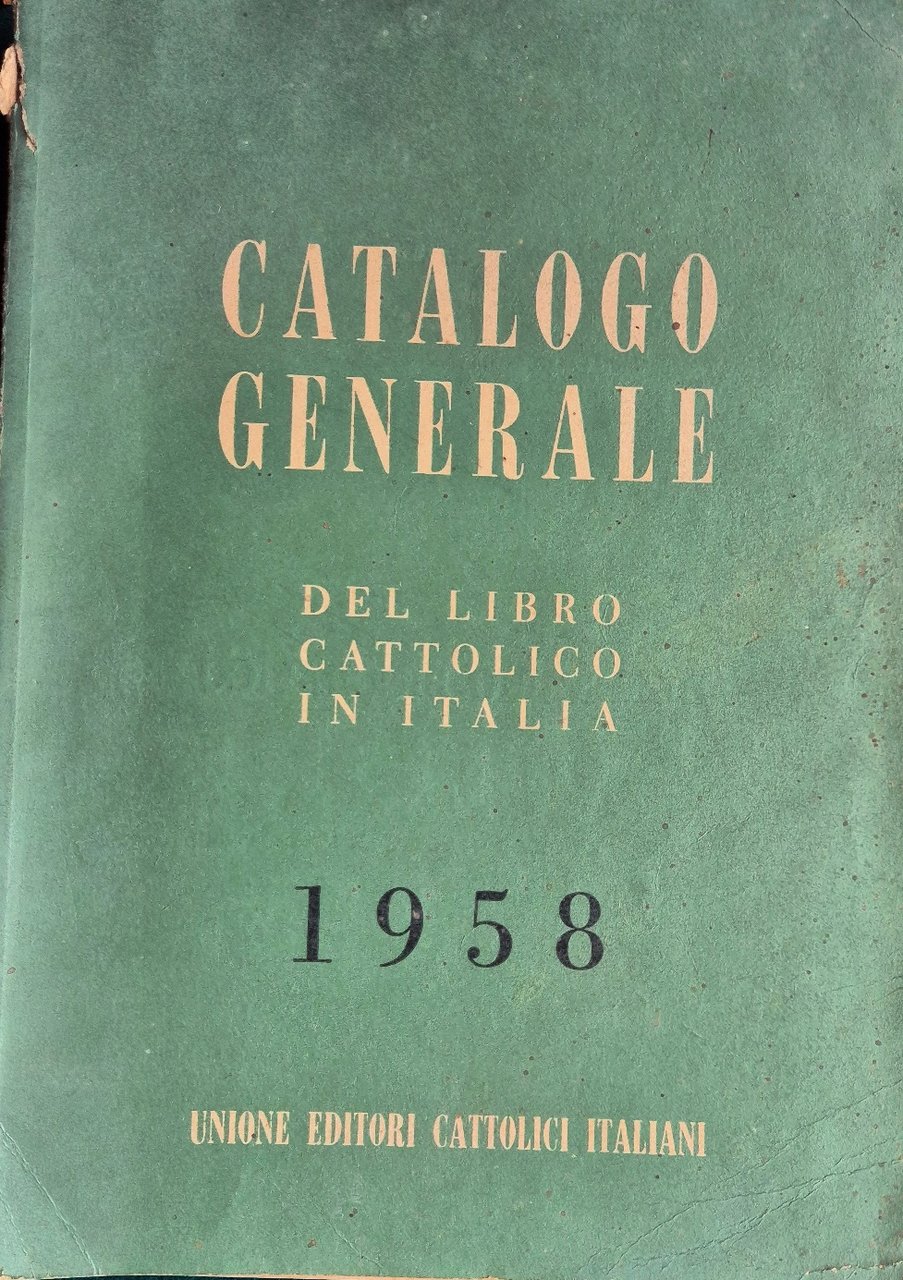 CATALOGO
GENERALE
DEL LIBRO
CATTOLICO
IN ITALIA
1958
UNIONE EDITORI CATTOLICI ITALIANI